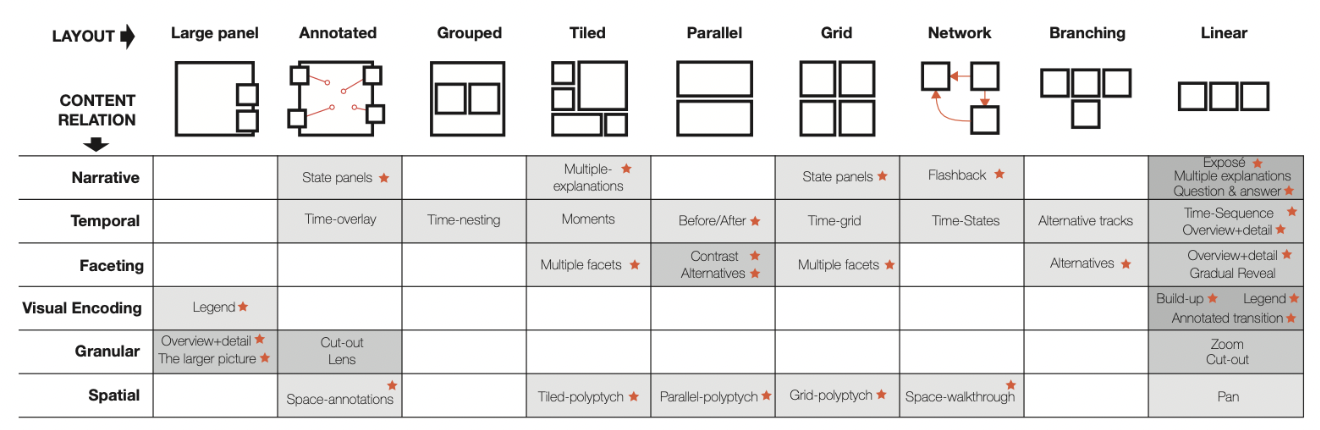 LAYOUT Large panel Annotated Grouped Tiled Parallel Grid Network Branching Linear
CONTENT
RELATION
Narrative State panels Multiple- State panels Flashback Exposé
explanations Multiple explanations
Question & answer
Temporal Time-overlay Time-nesting Moments Before/After Time-grid Time-States Alternative tracks Time-Sequence
Overview+detail
Faceting Multiple facets Contrast Multiple facets Alternatives Overview+detail
Alternatives Gradual Reveal
Visual Encoding Legend Build-up Legend
Annotated transition
Granular Overview+detail Cut-out Zoom
The larger picture Lens Cut-out
Spatial Space-annotations Tiled-polyptych Parallel-polyptych Grid-polyptych Space-walkthrough Pan